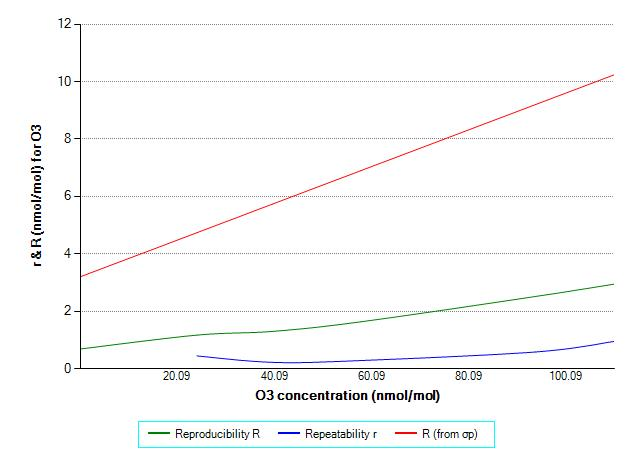 12
10
8
6
4
2
0
r & R (nmol/mol) for O3
20.09 40.09 60.09 80.09 100.09
O3 concentration (nmol/mol)
Reproducibility R Repeatability r R (from σp)